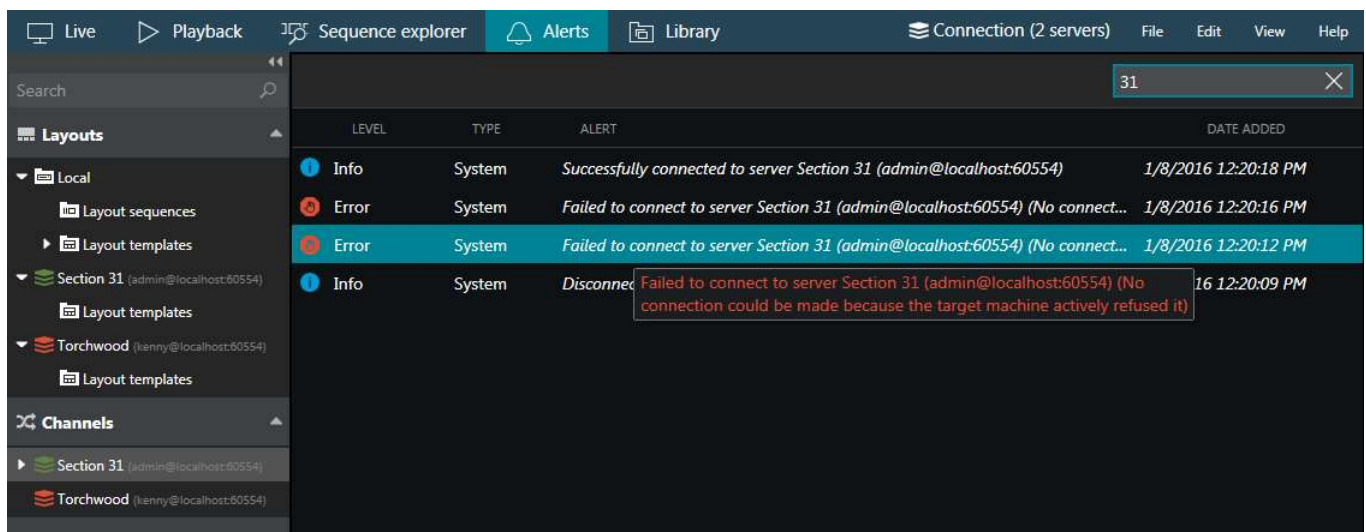 Live Playback Sequence explorer Alerts Library Connection (2 servers) File Edit View Help
Search
31
Layouts
LEVEL TYPE ALERT DATE ADDED
Local
Info System Successfully connected to server Section 31 (admin@localhost:60554) 1/8/2016 12:20:18 PM
Layout sequences
Error System Failed to connect to server Section 31 (admin@localhost:60554) (No connect... 1/8/2016 12:20:16 PM
Layout templates
Error System Failed to connect to server Section 31 (admin@localhost:60554) (No connect... 1/8/2016 12:20:12 PM
Section 31 (admin@localhost:60554)
Info System 16 12:20:09 PM
Failed to connect to server Section 31 (admin@localhost:60554) (No
connection could be made because the target machine actively refused it)
Layout templates
Torchwood (kenny@localhost:60554)
Layout templates
Channels
Section 31 (admin@localhost:60554)
Torchwood (kenny@localhost:60554)